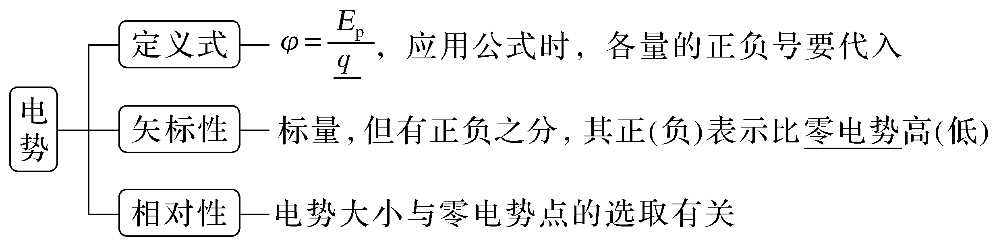 电势
定义式
φ=Ep/q，应用公式时，各量的正负号要代入
矢标性
标量,但有正负之分,其正(负)表示比零电势高(低)
相对性
电势大小与零电势点的选取有关